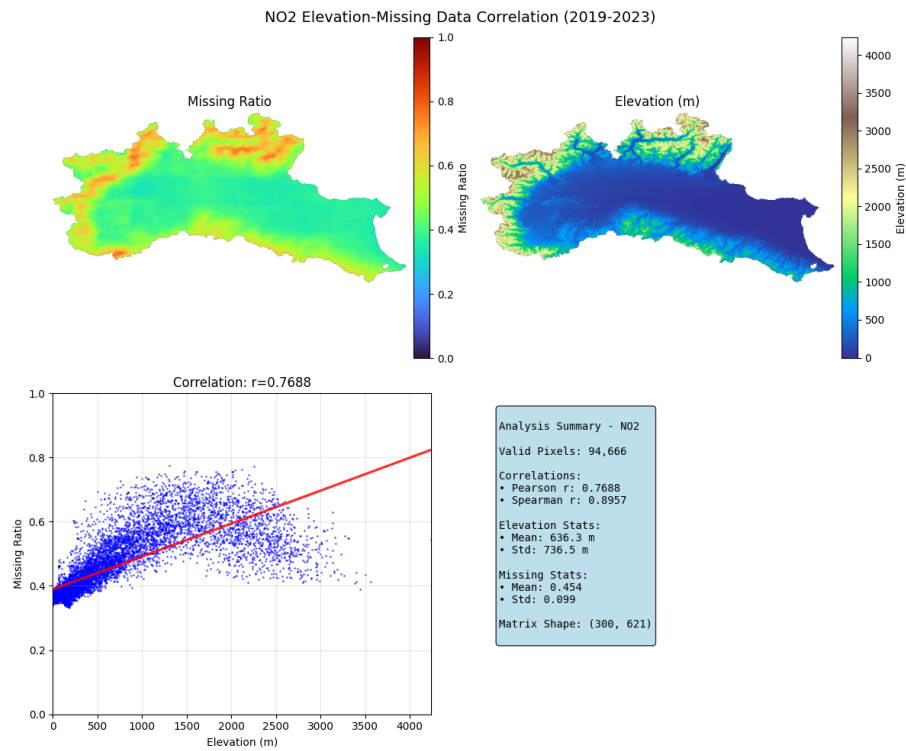 NO2 Elevation-Missing Data Correlation (2019-2023)
Missing Ratio
1.0
0.8
0.6
0.4
0.2
0.0
Missing Ratio
Elevation (m)
4000
3500
3000
2500
2000
1500
1000
500
0
Elevation (m)
Correlation: r=0.7688
1.0
0.8
0.6
0.4
0.2
0.0
Missing Ratio
0 500 1000 1500 2000 2500 3000 3500 4000
Elevation (m)
Analysis Summary - NO2
Valid Pixels: 94,666
Correlations:
• Pearson r: 0.7688
• Spearman r: 0.8957
Elevation Stats:
• Mean: 636.3 m
• Std: 736.5 m
Missing Stats:
• Mean: 0.454
• Std: 0.099
Matrix Shape: (300, 621)